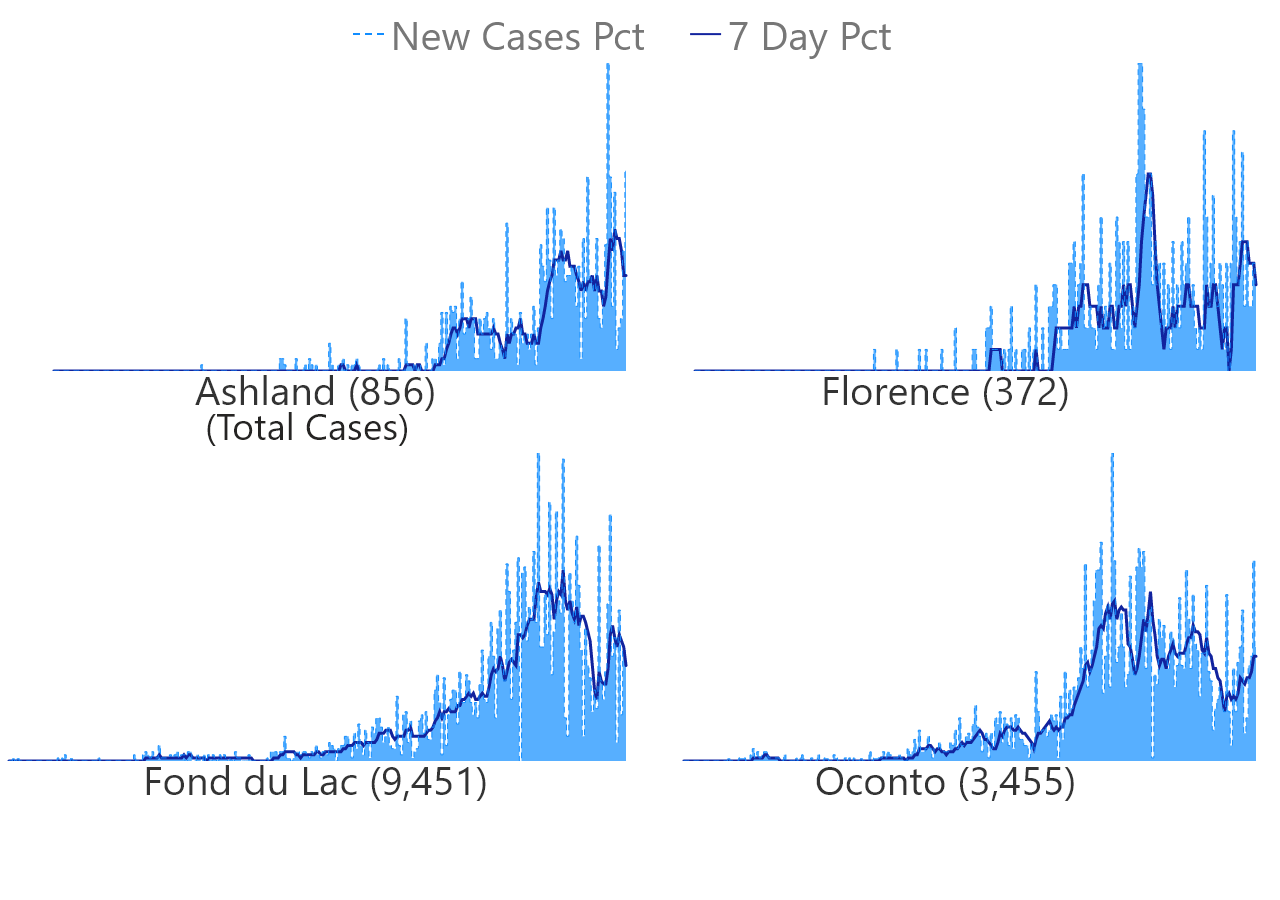 New Cases Pct 7 Day Pct
Ashland (856) Florence (372)
(Total Cases)
Fond du Lac (9,451) Oconto (3,455)